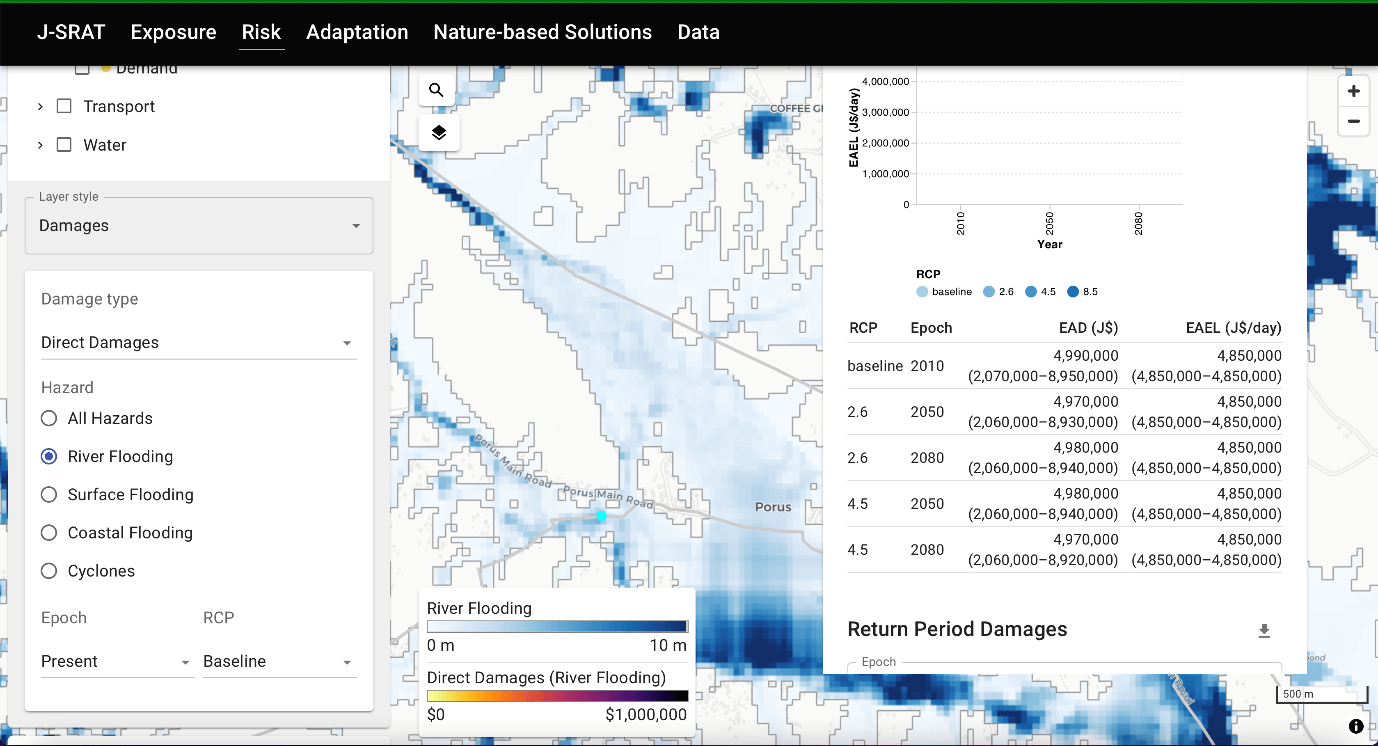 J-SRAT Exposure Risk Adaptation Nature-based Solutions Data
Demand
Transport
Water
Layer style
Damages
Damage type
Direct Damages
Hazard
All Hazards
River Flooding
Surface Flooding
Coastal Flooding
Cyclones
Epoch RCP
Present Baseline
COFFEE G
Porus Main Road
Porus Main Road
Porus
River Flooding
0 m 10 m
Direct Damages (River Flooding)
$0 $1,000,000
EAEL (J$/day)
4,000,000
3,000,000
2,000,000
1,000,000
0
2010 2050 2080
Year
RCP
baseline 2.6 4.5 8.5
RCP Epoch EAD (J$) EAEL (J$/day)
baseline 2010 4,990,000 4,850,000
(2,070,000–8,950,000) (4,850,000–4,850,000)
2.6 2050 4,970,000 4,850,000
(2,060,000–8,930,000) (4,850,000–4,850,000)
2.6 2080 4,980,000 4,850,000
(2,060,000–8,940,000) (4,850,000–4,850,000)
4.5 2050 4,980,000 4,850,000
(2,060,000–8,940,000) (4,850,000–4,850,000)
4.5 2080 4,970,000 4,850,000
(2,060,000–8,920,000) (4,850,000–4,850,000)
Return Period Damages
Epoch
+
−
ond
Road
500 m